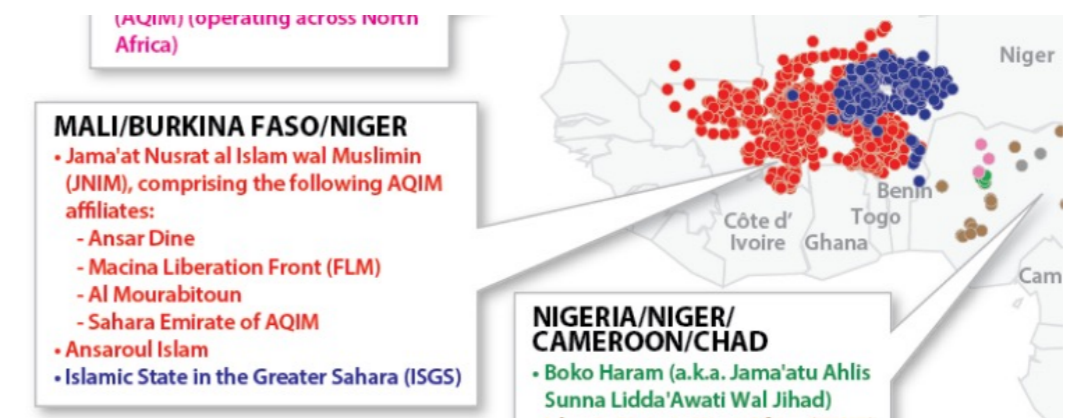 (AQIM) (operating across North
Africa)
MALI/BURKINA FASO/NIGER
• Jama'at Nusrat al Islam wal Muslimin
(JNIM), comprising the following AQIM
affiliates:
- Ansar Dine
- Macina Liberation Front (FLM)
- Al Mourabitoun
- Sahara Emirate of AQIM
• Ansaroul Islam
• Islamic State in the Greater Sahara (ISGS)
Niger
Benin
Togo
Côte d'
Ivoire
Ghana
Cam
NIGERIA/NIGER/
CAMEROON/CHAD
• Boko Haram (a.k.a. Jama'atu Ahlis
Sunna Lidda'Awati Wal Jihad)